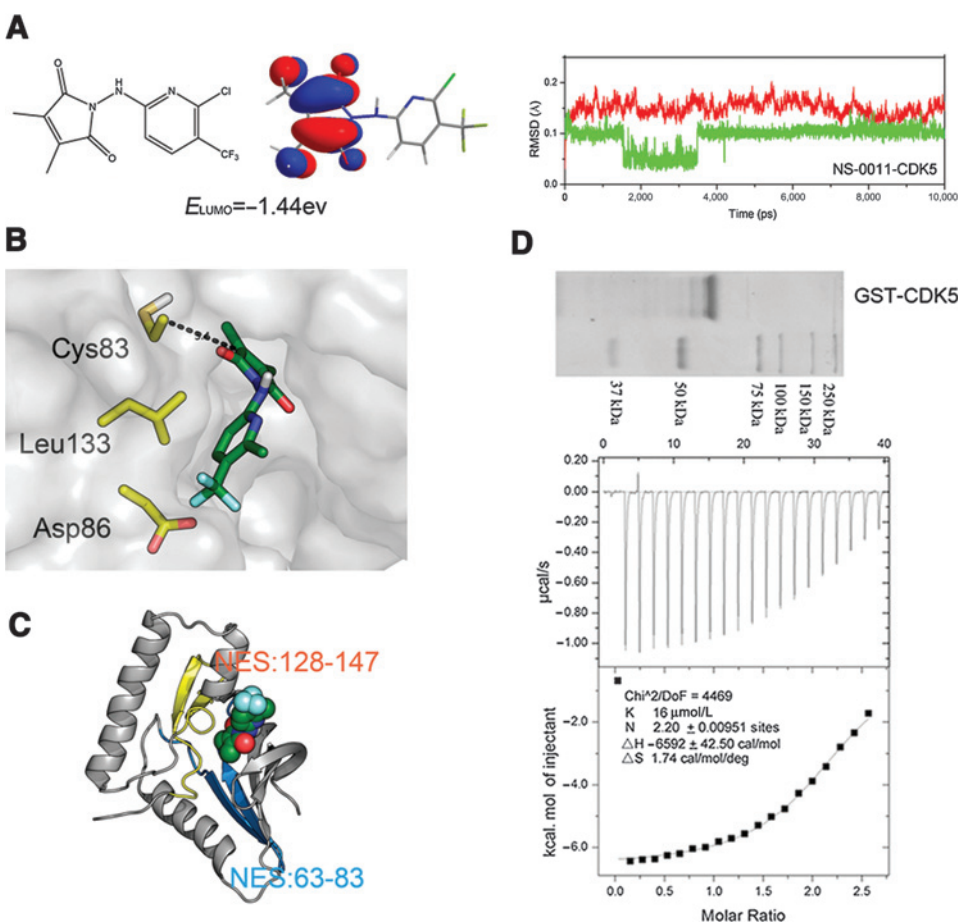 A
O
N
O
H
N
N
Cl
CF₃
ELUMO=−1.44ev
RMSD (Å)
0.2
0.1
0.0
NS-0011-CDK5
0 2,000 4,000 6,000 8,000 10,000
Time (ps)
B
Cys83
Leu133
Asp86
C
NES:128-147
NES:63-83
D
GST-CDK5
37 kDa
50 kDa
75 kDa
100 kDa
150 kDa
250 kDa
0 10 20 30 40
0.20
0.00
−0.20
−0.40
−0.60
−0.80
−1.00
µcal/s
Chi^2/DoF = 4469
K 16 µmol/L
N 2.20 ± 0.00951 sites
△H −6592 ± 42.50 cal/mol
△S 1.74 cal/mol/deg
−2.0
−4.0
−6.0
kcal. mol of injectant
0.0 0.5 1.0 1.5 2.0 2.5
Molar Ratio